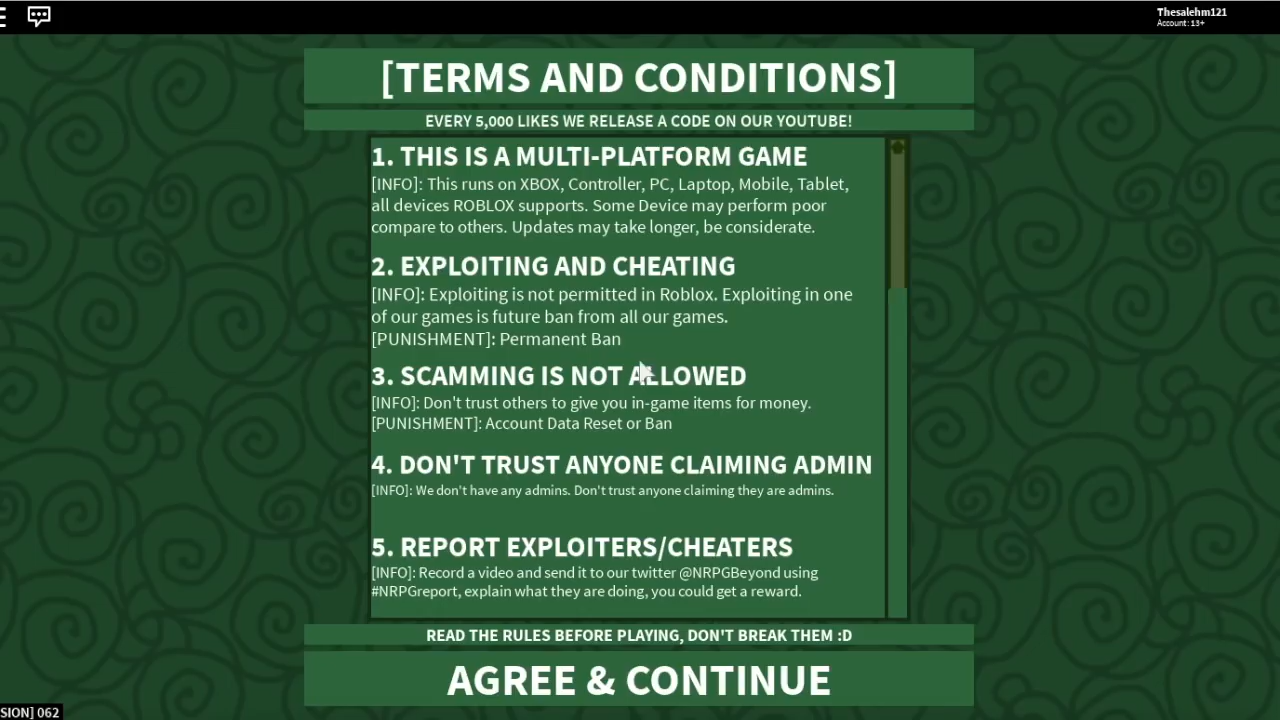 Thesalehm121
Account: 13+
[TERMS AND CONDITIONS]
EVERY 5,000 LIKES WE RELEASE A CODE ON OUR YOUTUBE!
1. THIS IS A MULTI-PLATFORM GAME
[INFO]: This runs on XBOX, Controller, PC, Laptop, Mobile, Tablet,
all devices ROBLOX supports. Some Device may perform poor
compare to others. Updates may take longer, be considerate.
2. EXPLOITING AND CHEATING
[INFO]: Exploiting is not permitted in Roblox. Exploiting in one
of our games is future ban from all our games.
[PUNISHMENT]: Permanent Ban
3. SCAMMING IS NOT ALLOWED
[INFO]: Don't trust others to give you in-game items for money.
[PUNISHMENT]: Account Data Reset or Ban
4. DON'T TRUST ANYONE CLAIMING ADMIN
[INFO]: We don't have any admins. Don't trust anyone claiming they are admins.
5. REPORT EXPLOITERS/CHEATERS
[INFO]: Record a video and send it to our twitter @NRPGBeyond using
#NRPGreport, explain what they are doing, you could get a reward.
READ THE RULES BEFORE PLAYING, DON'T BREAK THEM :D
AGREE & CONTINUE
SION] 062